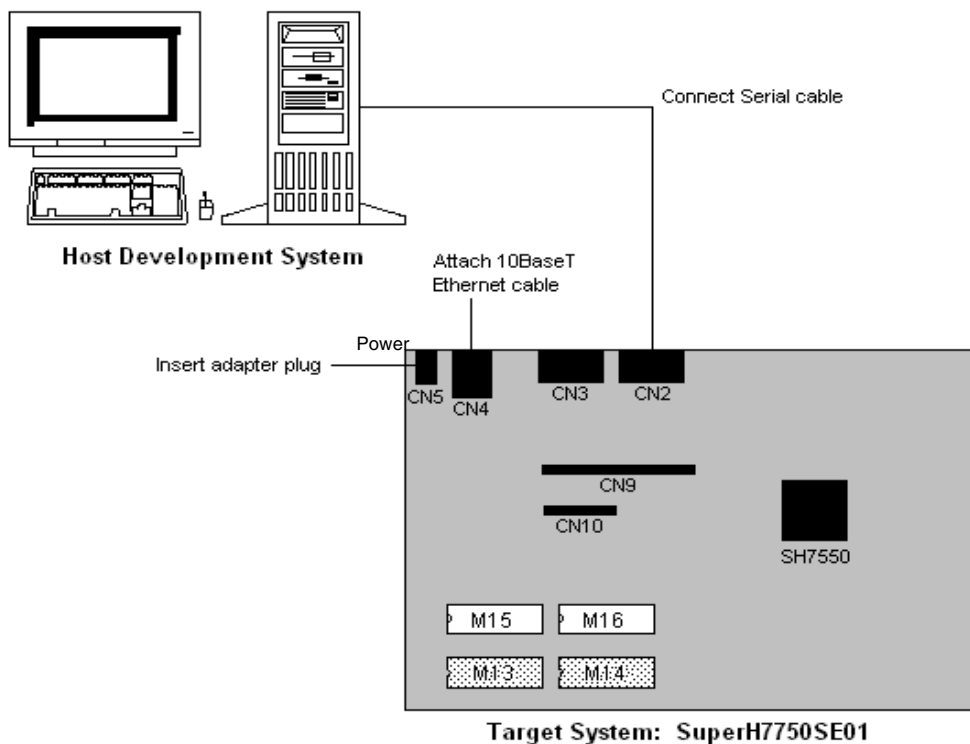 Connect Serial cable
Host Development System
Attach 10BaseT
Ethernet cable
Power
Insert adapter plug
CN5
CN4
CN3
CN2
CN9
CN10
SH7550
M15
M16
M13
M14
Target System: SuperH7750SE01